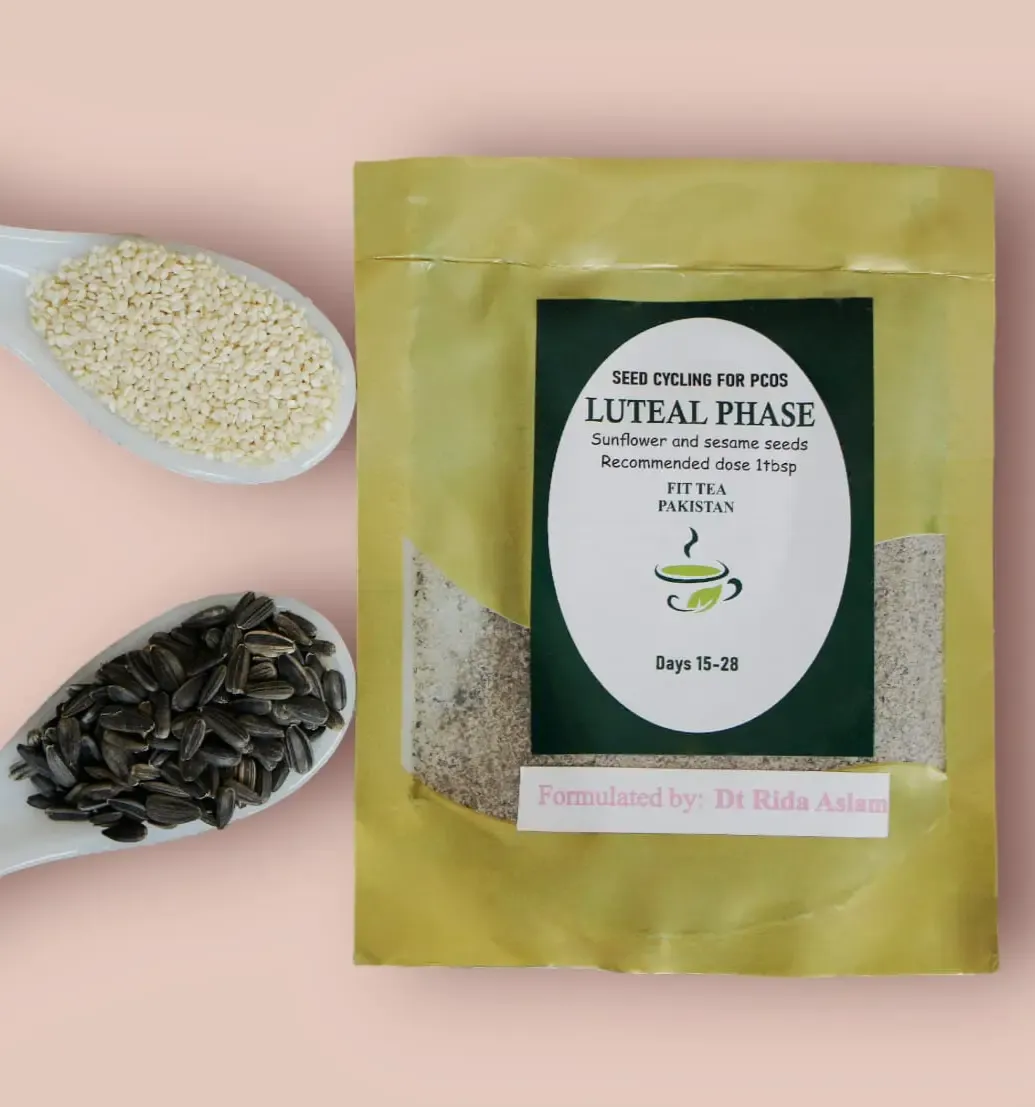 SEED CYCLING FOR PCOS
LUTEAL PHASE
Sunflower and sesame seeds
Recommended dose 1tbsp
FIT TEA
PAKISTAN
Days 15-28
Formulated by: Dt Rida Aslam